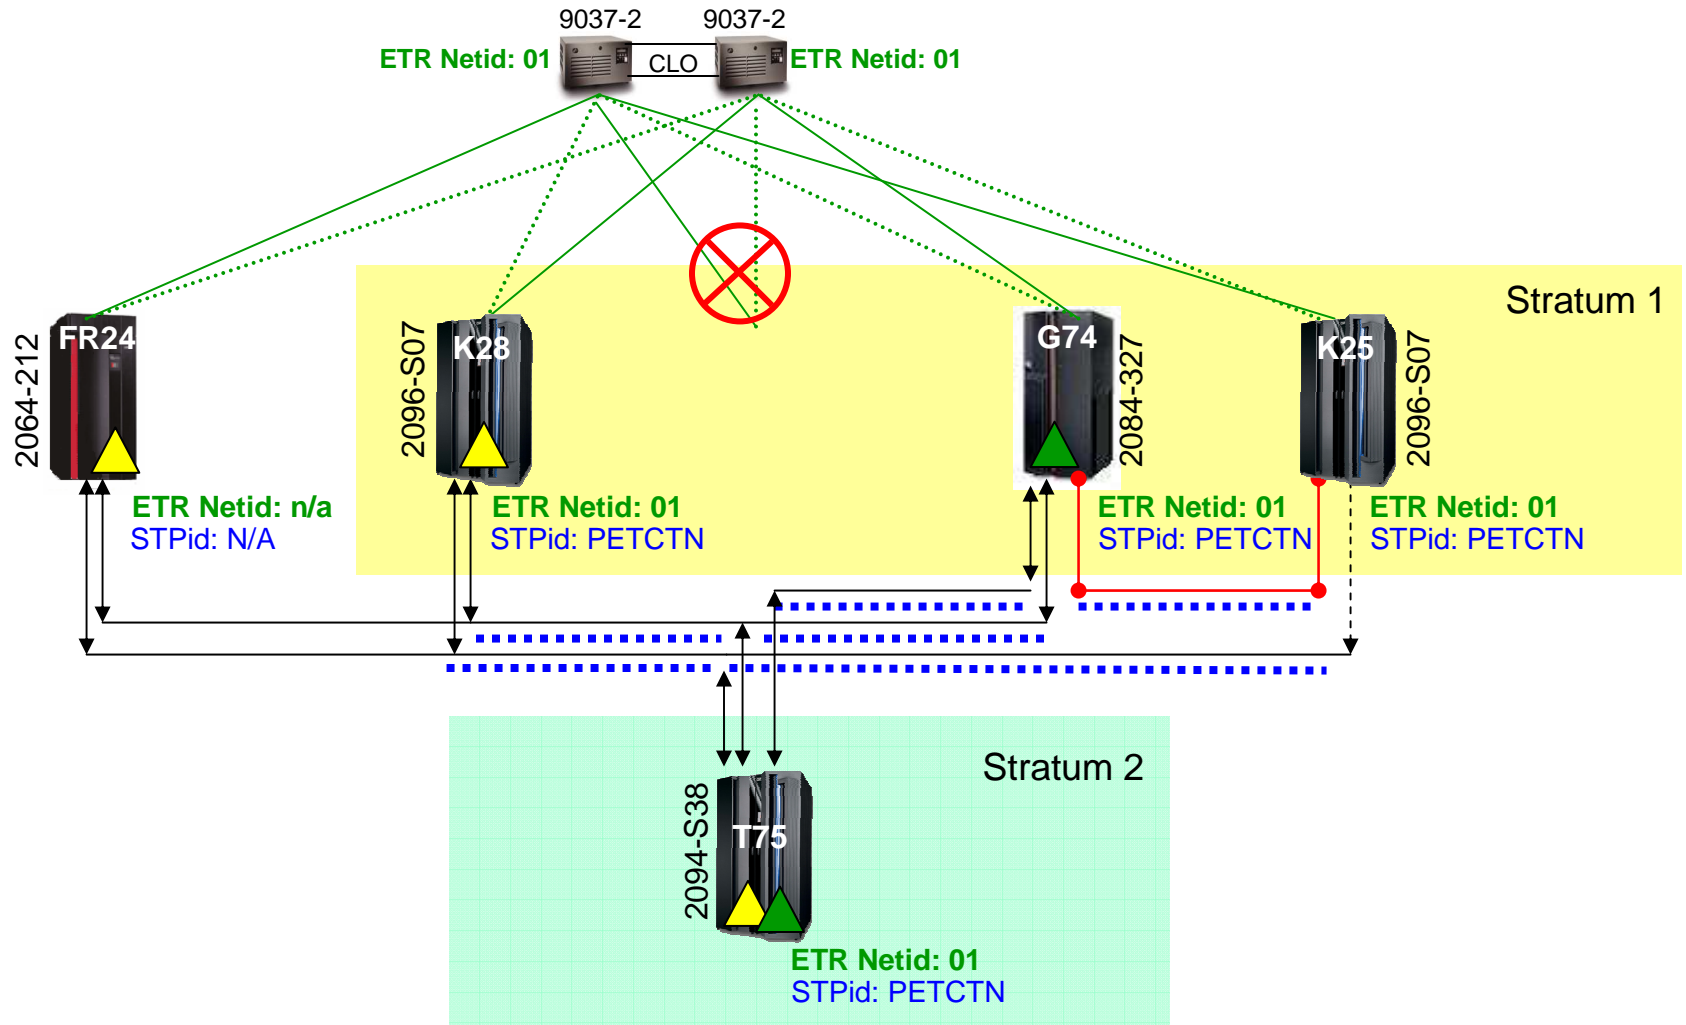 9037-2
9037-2
ETR Netid: 01
CLO
ETR Netid: 01
Stratum 1
2064-212
FR24
2096-S07
K28
G74
2084-327
K25
2096-S07
ETR Netid: n/a
STPid: N/A
ETR Netid: 01
STPid: PETCTN
ETR Netid: 01
STPid: PETCTN
ETR Netid: 01
STPid: PETCTN
Stratum 2
2094-S38
T75
ETR Netid: 01
STPid: PETCTN